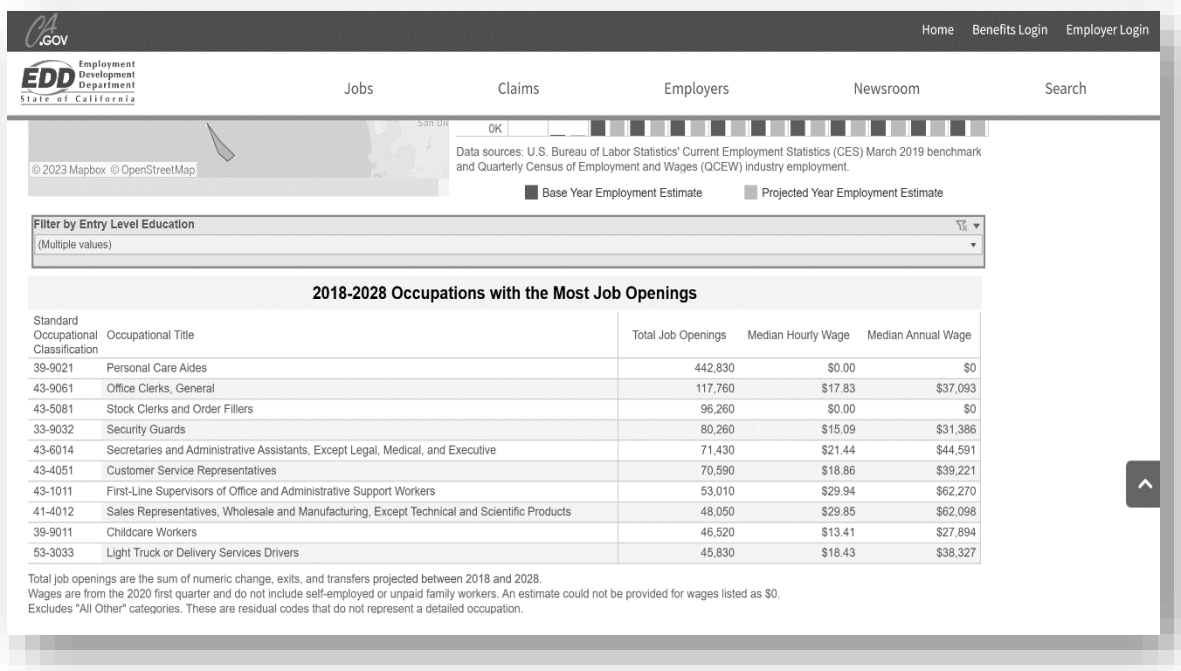 CA
.GOV
Home Benefits Login Employer Login
EDD Employment
Development
Department
State of California
Jobs Claims Employers Newsroom Search
San Di
0K
© 2023 Mapbox © OpenStreetMap
Data sources: U.S. Bureau of Labor Statistics' Current Employment Statistics (CES) March 2019 benchmark
and Quarterly Census of Employment and Wages (QCEW) industry employment.
Base Year Employment Estimate Projected Year Employment Estimate
Filter by Entry Level Education
(Multiple values)
2018-2028 Occupations with the Most Job Openings
Standard
Occupational Occupational Title Total Job Openings Median Hourly Wage Median Annual Wage
Classification
39-9021 Personal Care Aides 442,830 $0.00 $0
43-9061 Office Clerks, General 117,760 $17.83 $37,093
43-5081 Stock Clerks and Order Fillers 96,260 $0.00 $0
33-9032 Security Guards 80,260 $15.09 $31,386
43-6014 Secretaries and Administrative Assistants, Except Legal, Medical, and Executive 71,430 $21.44 $44,591
43-4051 Customer Service Representatives 70,590 $18.86 $39,221
43-1011 First-Line Supervisors of Office and Administrative Support Workers 53,010 $29.94 $62,270
41-4012 Sales Representatives, Wholesale and Manufacturing, Except Technical and Scientific Products 48,050 $29.85 $62,098
39-9011 Childcare Workers 46,520 $13.41 $27,894
53-3033 Light Truck or Delivery Services Drivers 45,830 $18.43 $38,327
Total job openings are the sum of numeric change, exits, and transfers projected between 2018 and 2028.
Wages are from the 2020 first quarter and do not include self-employed or unpaid family workers. An estimate could not be provided for wages listed as $0.
Excludes "All Other" categories. These are residual codes that do not represent a detailed occupation.